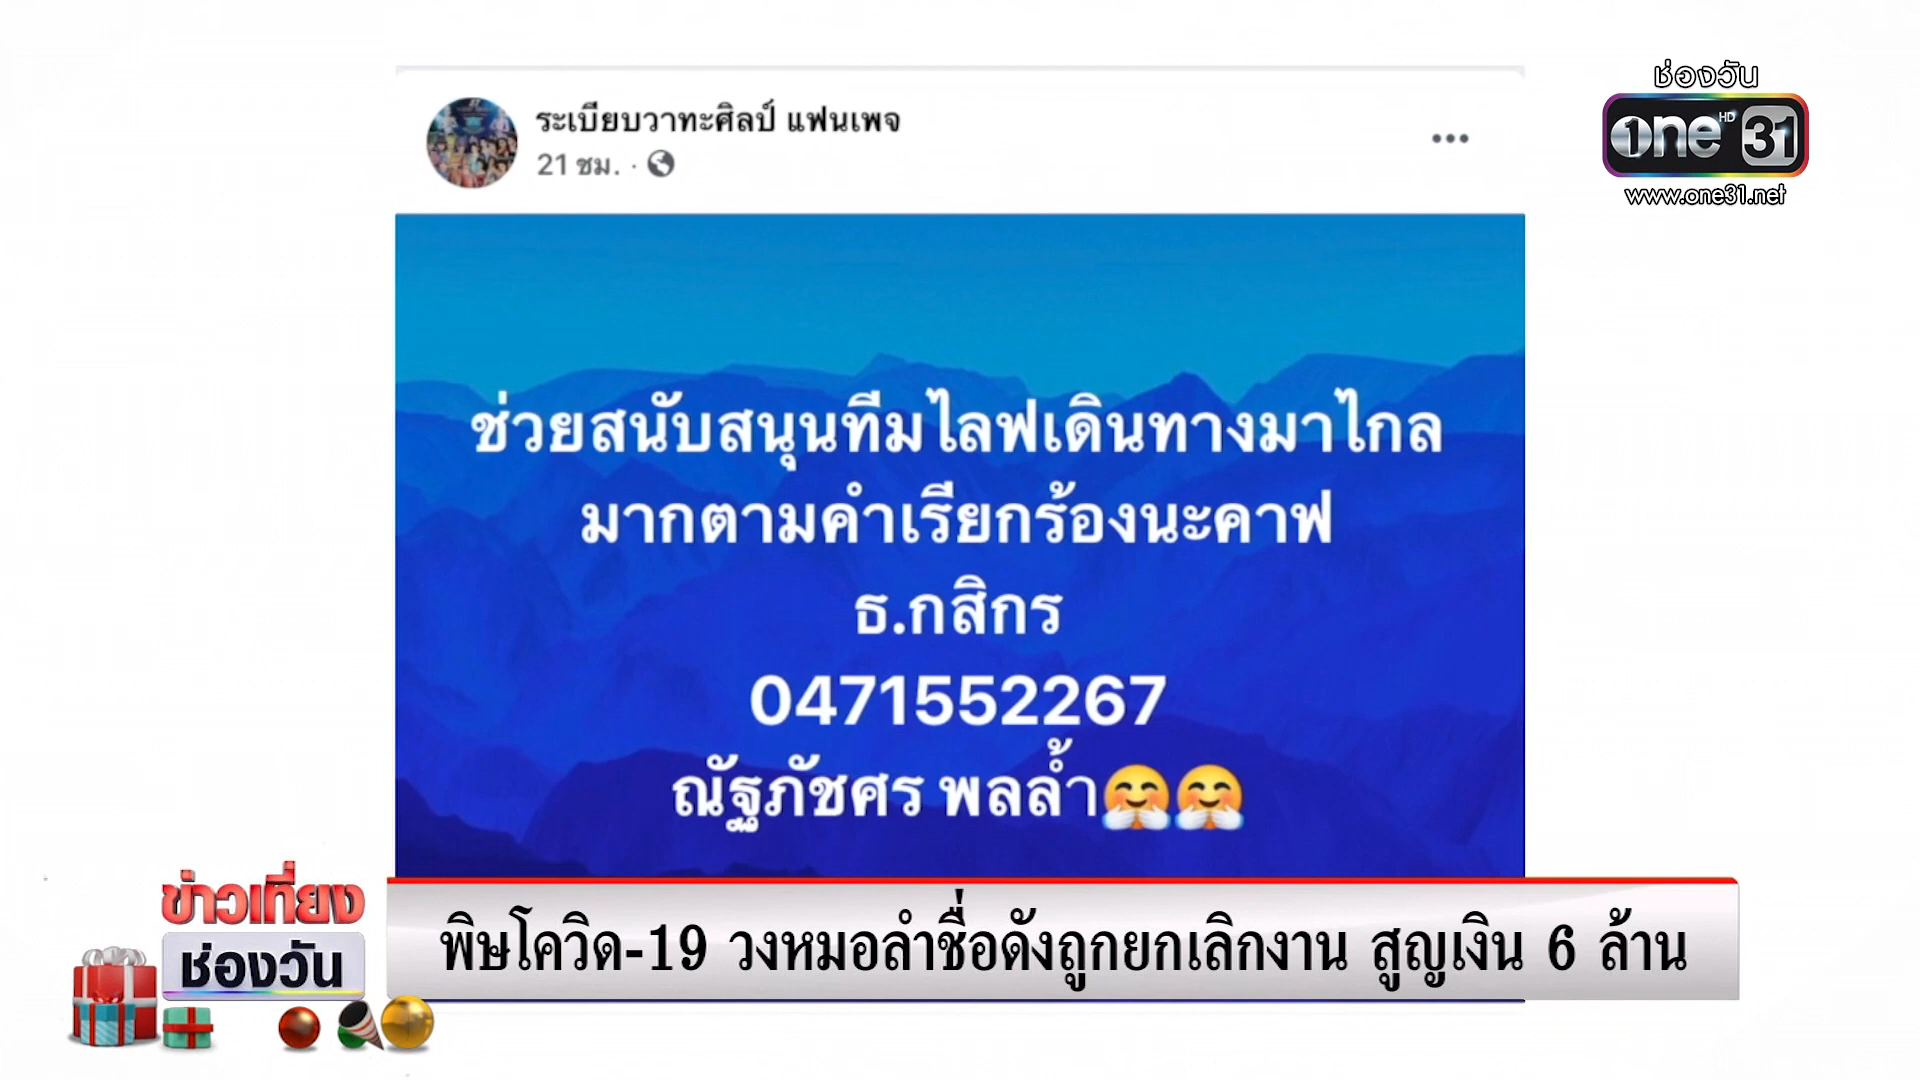 ระเบียบวาทะศิลป์ แฟนเพจ
21 ชม. ·
ช่องวัน
one HD 31
www.one31.net
ช่วยสนับสนุนทีมไลฟเดินทางมาไกล
มากตามคำเรียกร้องนะคาฟ
ธ.กสิกร
0471552267
ณัฐภัชศร พลล้ำ🤗🤗
ข่าวเที่ยง
ช่องวัน
พิษโควิด-19 วงหมอลำชื่อดังถูกยกเลิกงาน สูญเงิน 6 ล้าน